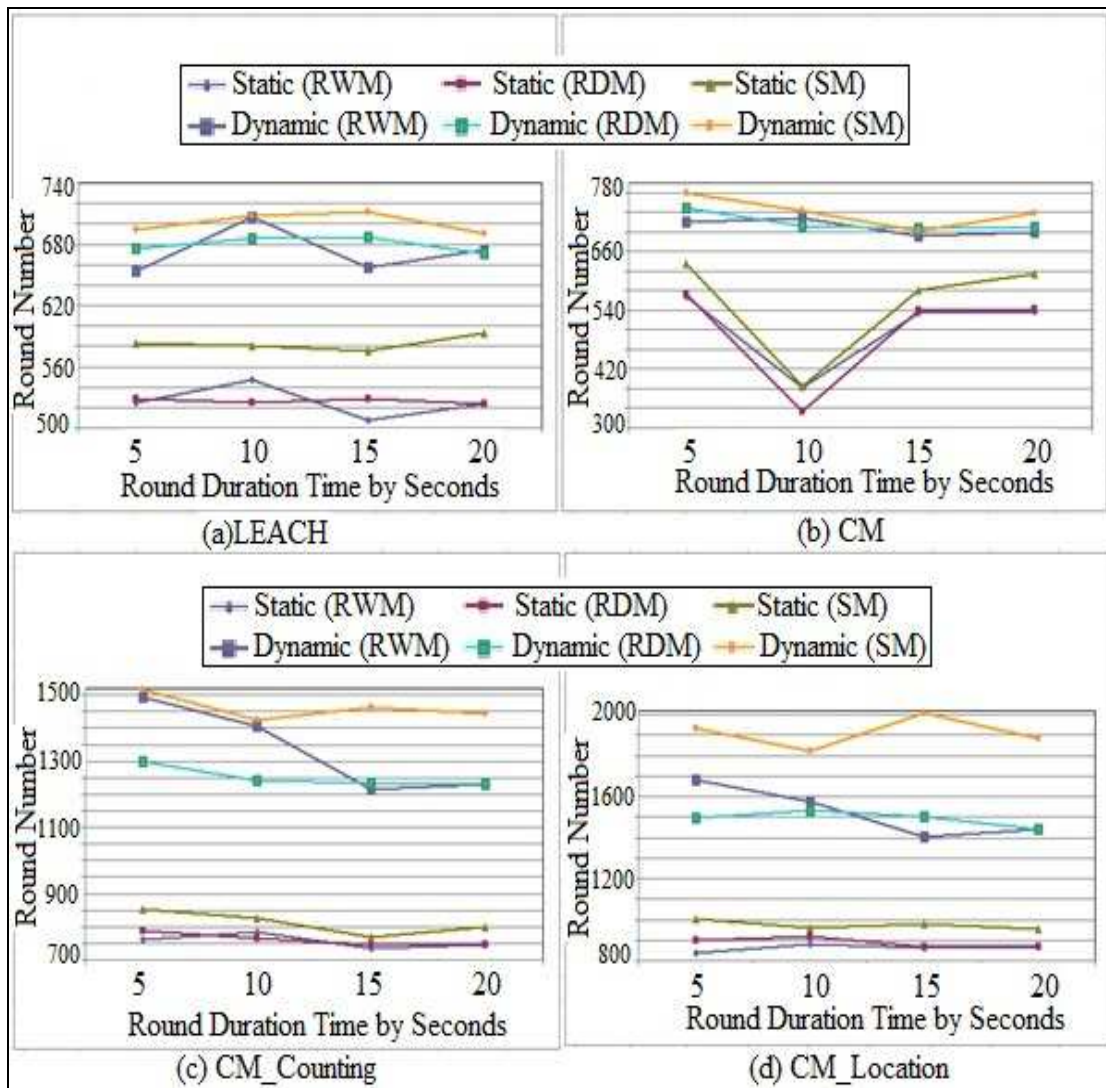 Static (RWM) Static (RDM) Static (SM)
Dynamic (RWM) Dynamic (RDM) Dynamic (SM)
Round Number
740
680
620
560
500
5 10 15 20
Round Duration Time by Seconds
(a)LEACH
Round Number
780
660
540
420
300
5 10 15 20
Round Duration Time by Seconds
(b) CM
Static (RWM) Static (RDM) Static (SM)
Dynamic (RWM) Dynamic (RDM) Dynamic (SM)
Round Number
1500
1300
1100
900
700
5 10 15 20
Round Duration Time by Seconds
(c) CM_Counting
Round Number
2000
1600
1200
800
5 10 15 20
Round Duration Time by Seconds
(d) CM_Location